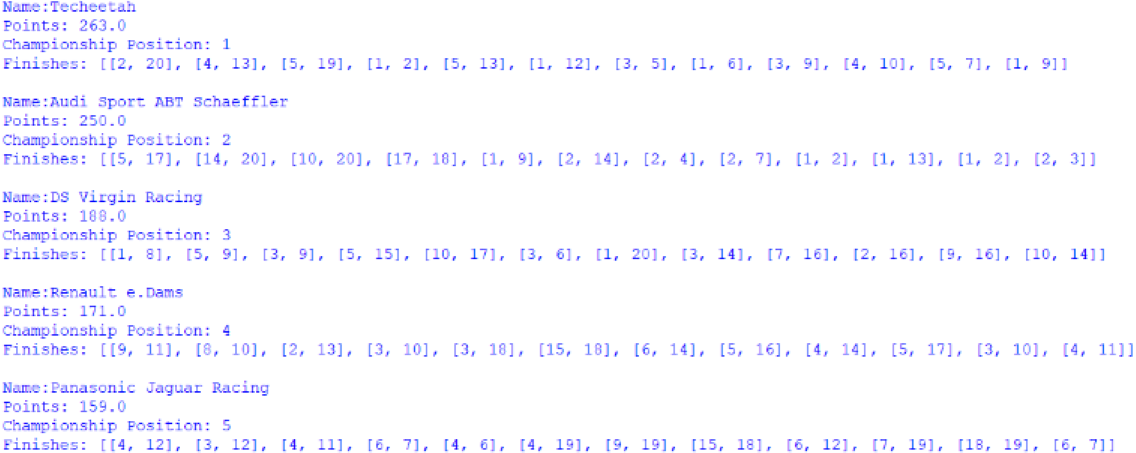 Name:Techeetah
Points: 263.0
Championship Position: 1
Finishes: [[2, 20], [4, 13], [5, 19], [1, 2], [5, 13], [1, 12], [3, 5], [1, 6], [3, 9], [4, 10], [5, 7], [1, 9]]
Name:Audi Sport ABT Schaeffler
Points: 250.0
Championship Position: 2
Finishes: [[5, 17], [14, 20], [10, 20], [17, 18], [1, 9], [2, 14], [2, 4], [2, 7], [1, 2], [1, 13], [1, 2], [2, 3]]
Name:DS Virgin Racing
Points: 188.0
Championship Position: 3
Finishes: [[1, 8], [5, 9], [3, 9], [5, 15], [10, 17], [3, 6], [1, 20], [3, 14], [7, 16], [2, 16], [9, 16], [10, 14]]
Name:Renault e.Dams
Points: 171.0
Championship Position: 4
Finishes: [[9, 11], [8, 10], [2, 13], [3, 10], [3, 18], [15, 18], [6, 14], [5, 16], [4, 14], [5, 17], [3, 10], [4, 11]]
Name:Panasonic Jaguar Racing
Points: 159.0
Championship Position: 5
Finishes: [[4, 12], [3, 12], [4, 11], [6, 7], [4, 6], [4, 19], [9, 19], [15, 18], [6, 12], [7, 19], [18, 19], [6, 7]]